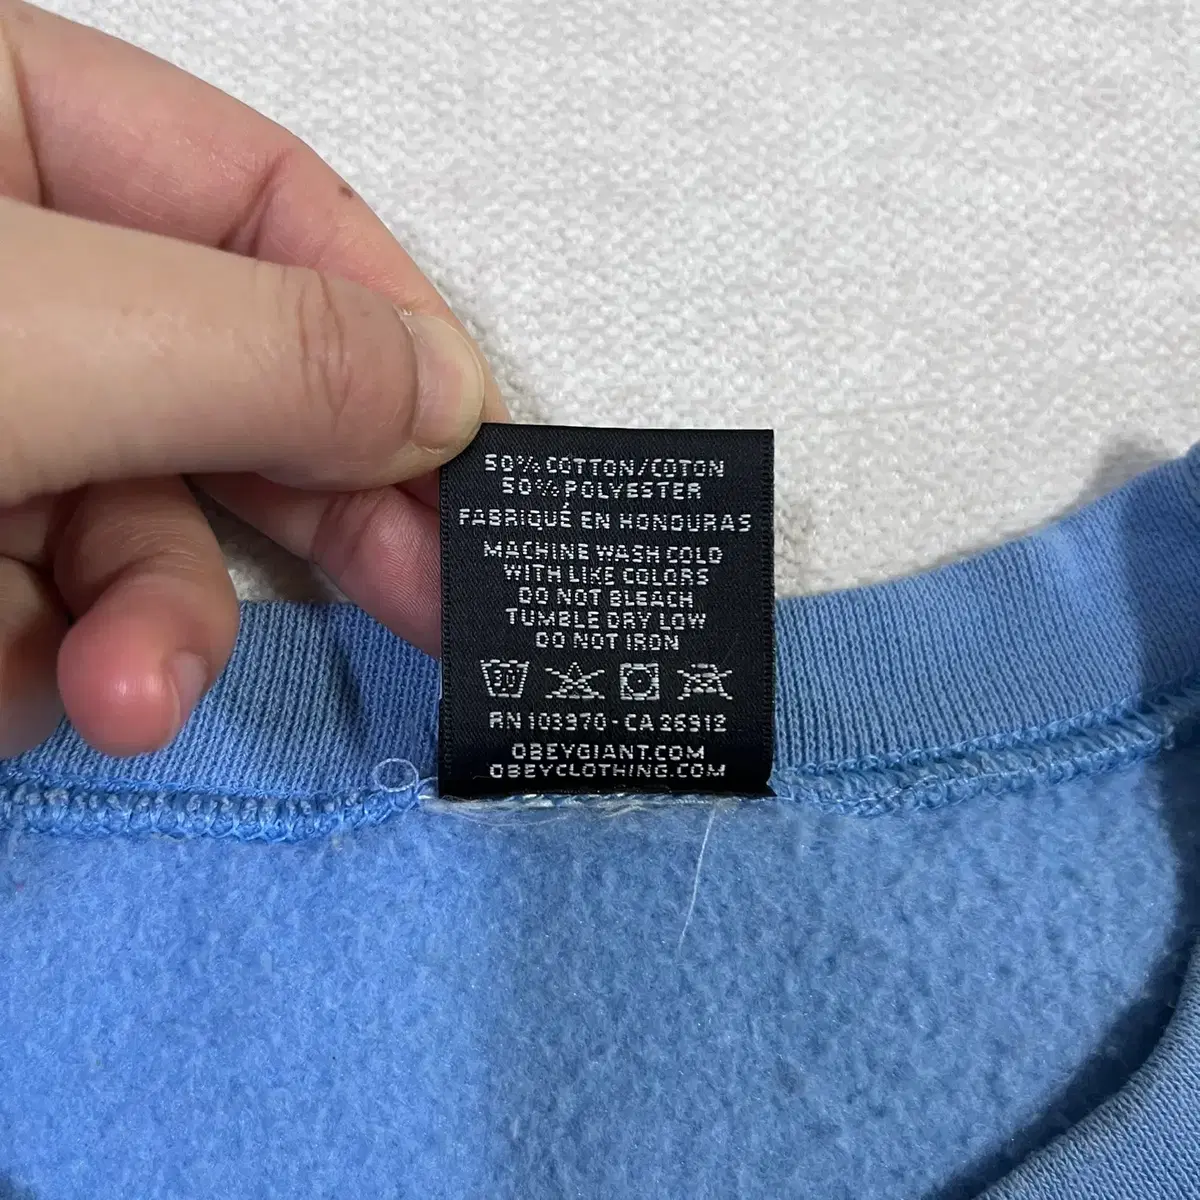 50% COTTON/COTON
50% POLYESTER
FABRIQUÉ EN HONDURAS
MACHINE WASH COLD
WITH LIKE COLORS
DO NOT BLEACH
TUMBLE DRY LOW
DO NOT IRON
30
RN 103970 - CA 26912
OBEYGIANT.COM
OBEYCLOTHING.COM